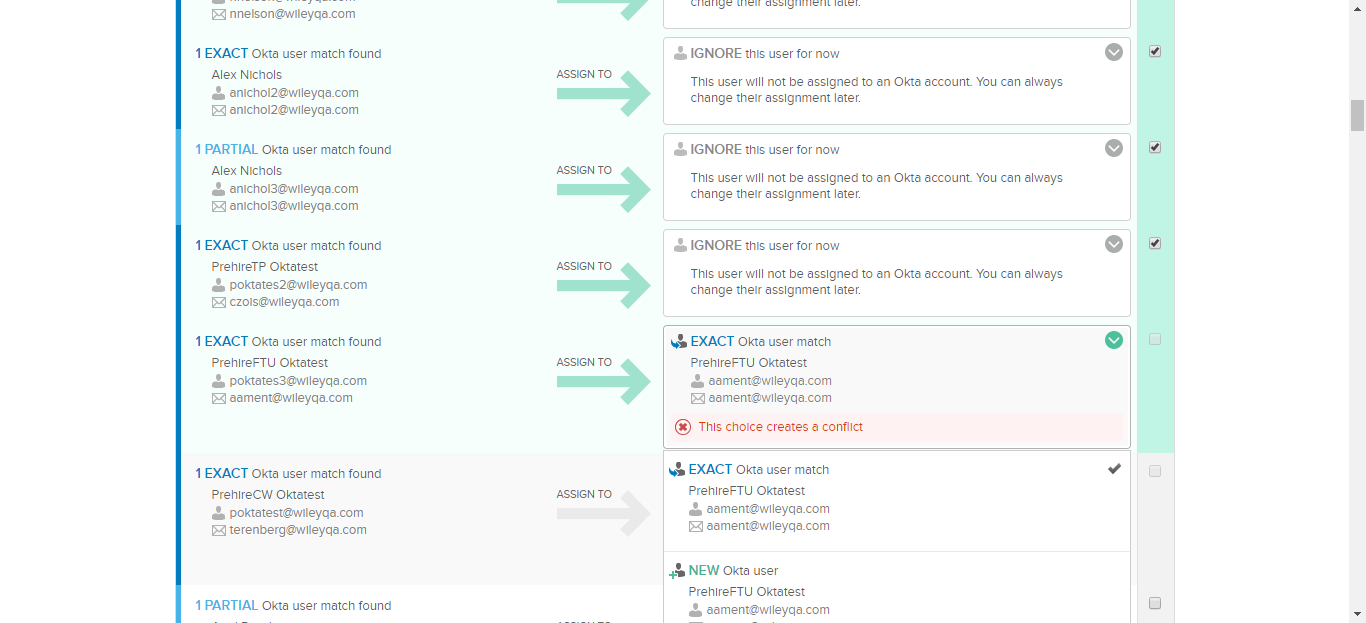 nnelson@wileyqa.com
change their assignment later.
1 EXACT Okta user match found
Alex Nichols
anichol2@wileyqa.com
anichol2@wileyqa.com
ASSIGN TO
IGNORE this user for now
This user will not be assigned to an Okta account. You can always
change their assignment later.
1 PARTIAL Okta user match found
Alex Nichols
anichol3@wileyqa.com
anichol3@wileyqa.com
ASSIGN TO
IGNORE this user for now
This user will not be assigned to an Okta account. You can always
change their assignment later.
1 EXACT Okta user match found
PrehireTP Oktatest
poktates2@wileyqa.com
czois@wileyqa.com
ASSIGN TO
IGNORE this user for now
This user will not be assigned to an Okta account. You can always
change their assignment later.
1 EXACT Okta user match found
PrehireFTU Oktatest
poktates3@wileyqa.com
aament@wileyqa.com
ASSIGN TO
EXACT Okta user match
PrehireFTU Oktatest
aament@wileyqa.com
aament@wileyqa.com
This choice creates a conflict
1 EXACT Okta user match found
PrehireCW Oktatest
poktatest@wileyqa.com
terenberg@wileyqa.com
ASSIGN TO
EXACT Okta user match
PrehireFTU Oktatest
aament@wileyqa.com
aament@wileyqa.com
NEW Okta user
PrehireFTU Oktatest
aament@wileyqa.com
1 PARTIAL Okta user match found